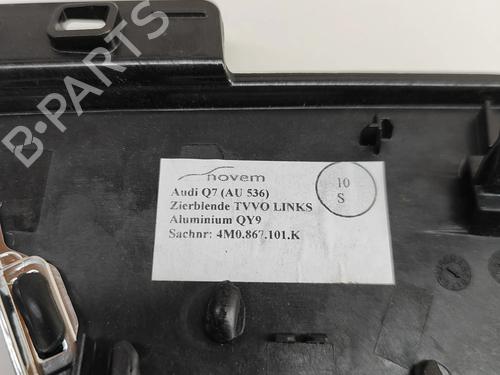 novem
Audi Q7 (AU 536)
Zierblende TVVO LINKS
Aluminium QY9
Sachnr: 4M0.867.101.K
10
S
B-PARTS